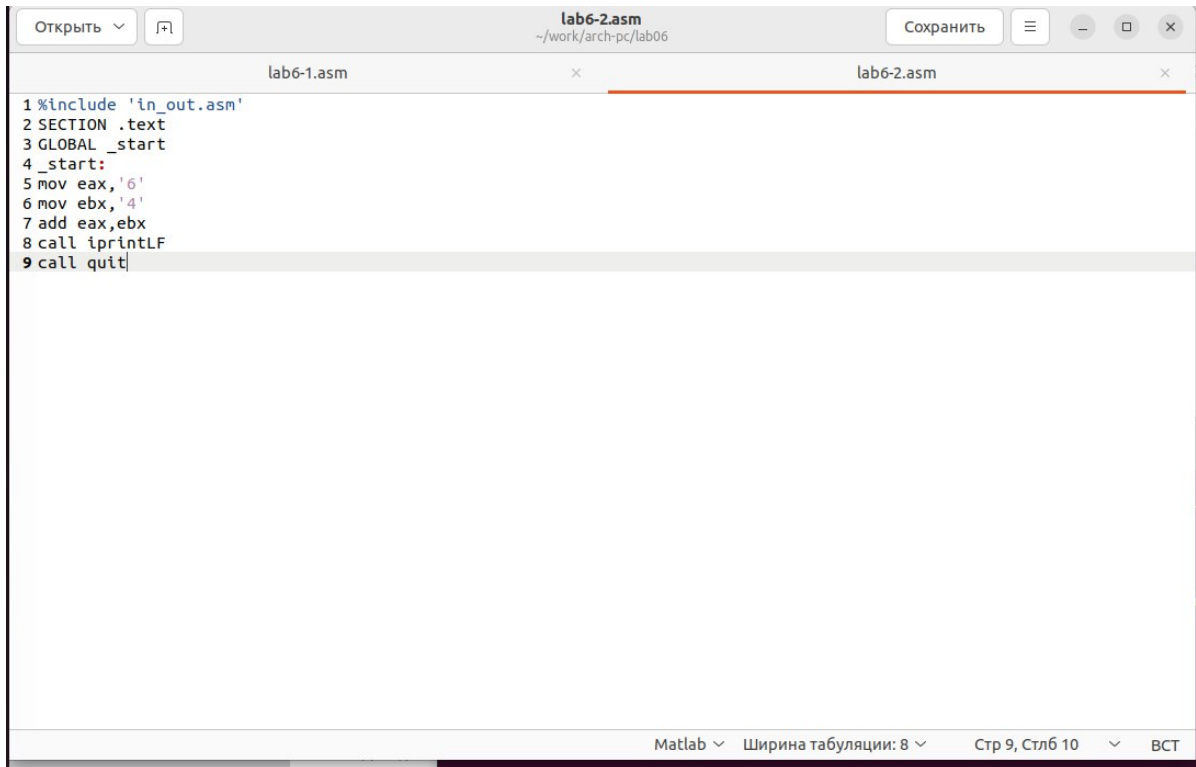 Открыть
lab6-2.asm
~/work/arch-pc/lab06
Сохранить
lab6-1.asm
lab6-2.asm
1 %include 'in_out.asm'
2 SECTION .text
3 GLOBAL _start
4 _start:
5 mov eax,'6'
6 mov ebx,'4'
7 add eax,ebx
8 call iprintLF
9 call quit
Matlab Ширина табуляции: 8 Стр 9, Стлб 10 ВСТ